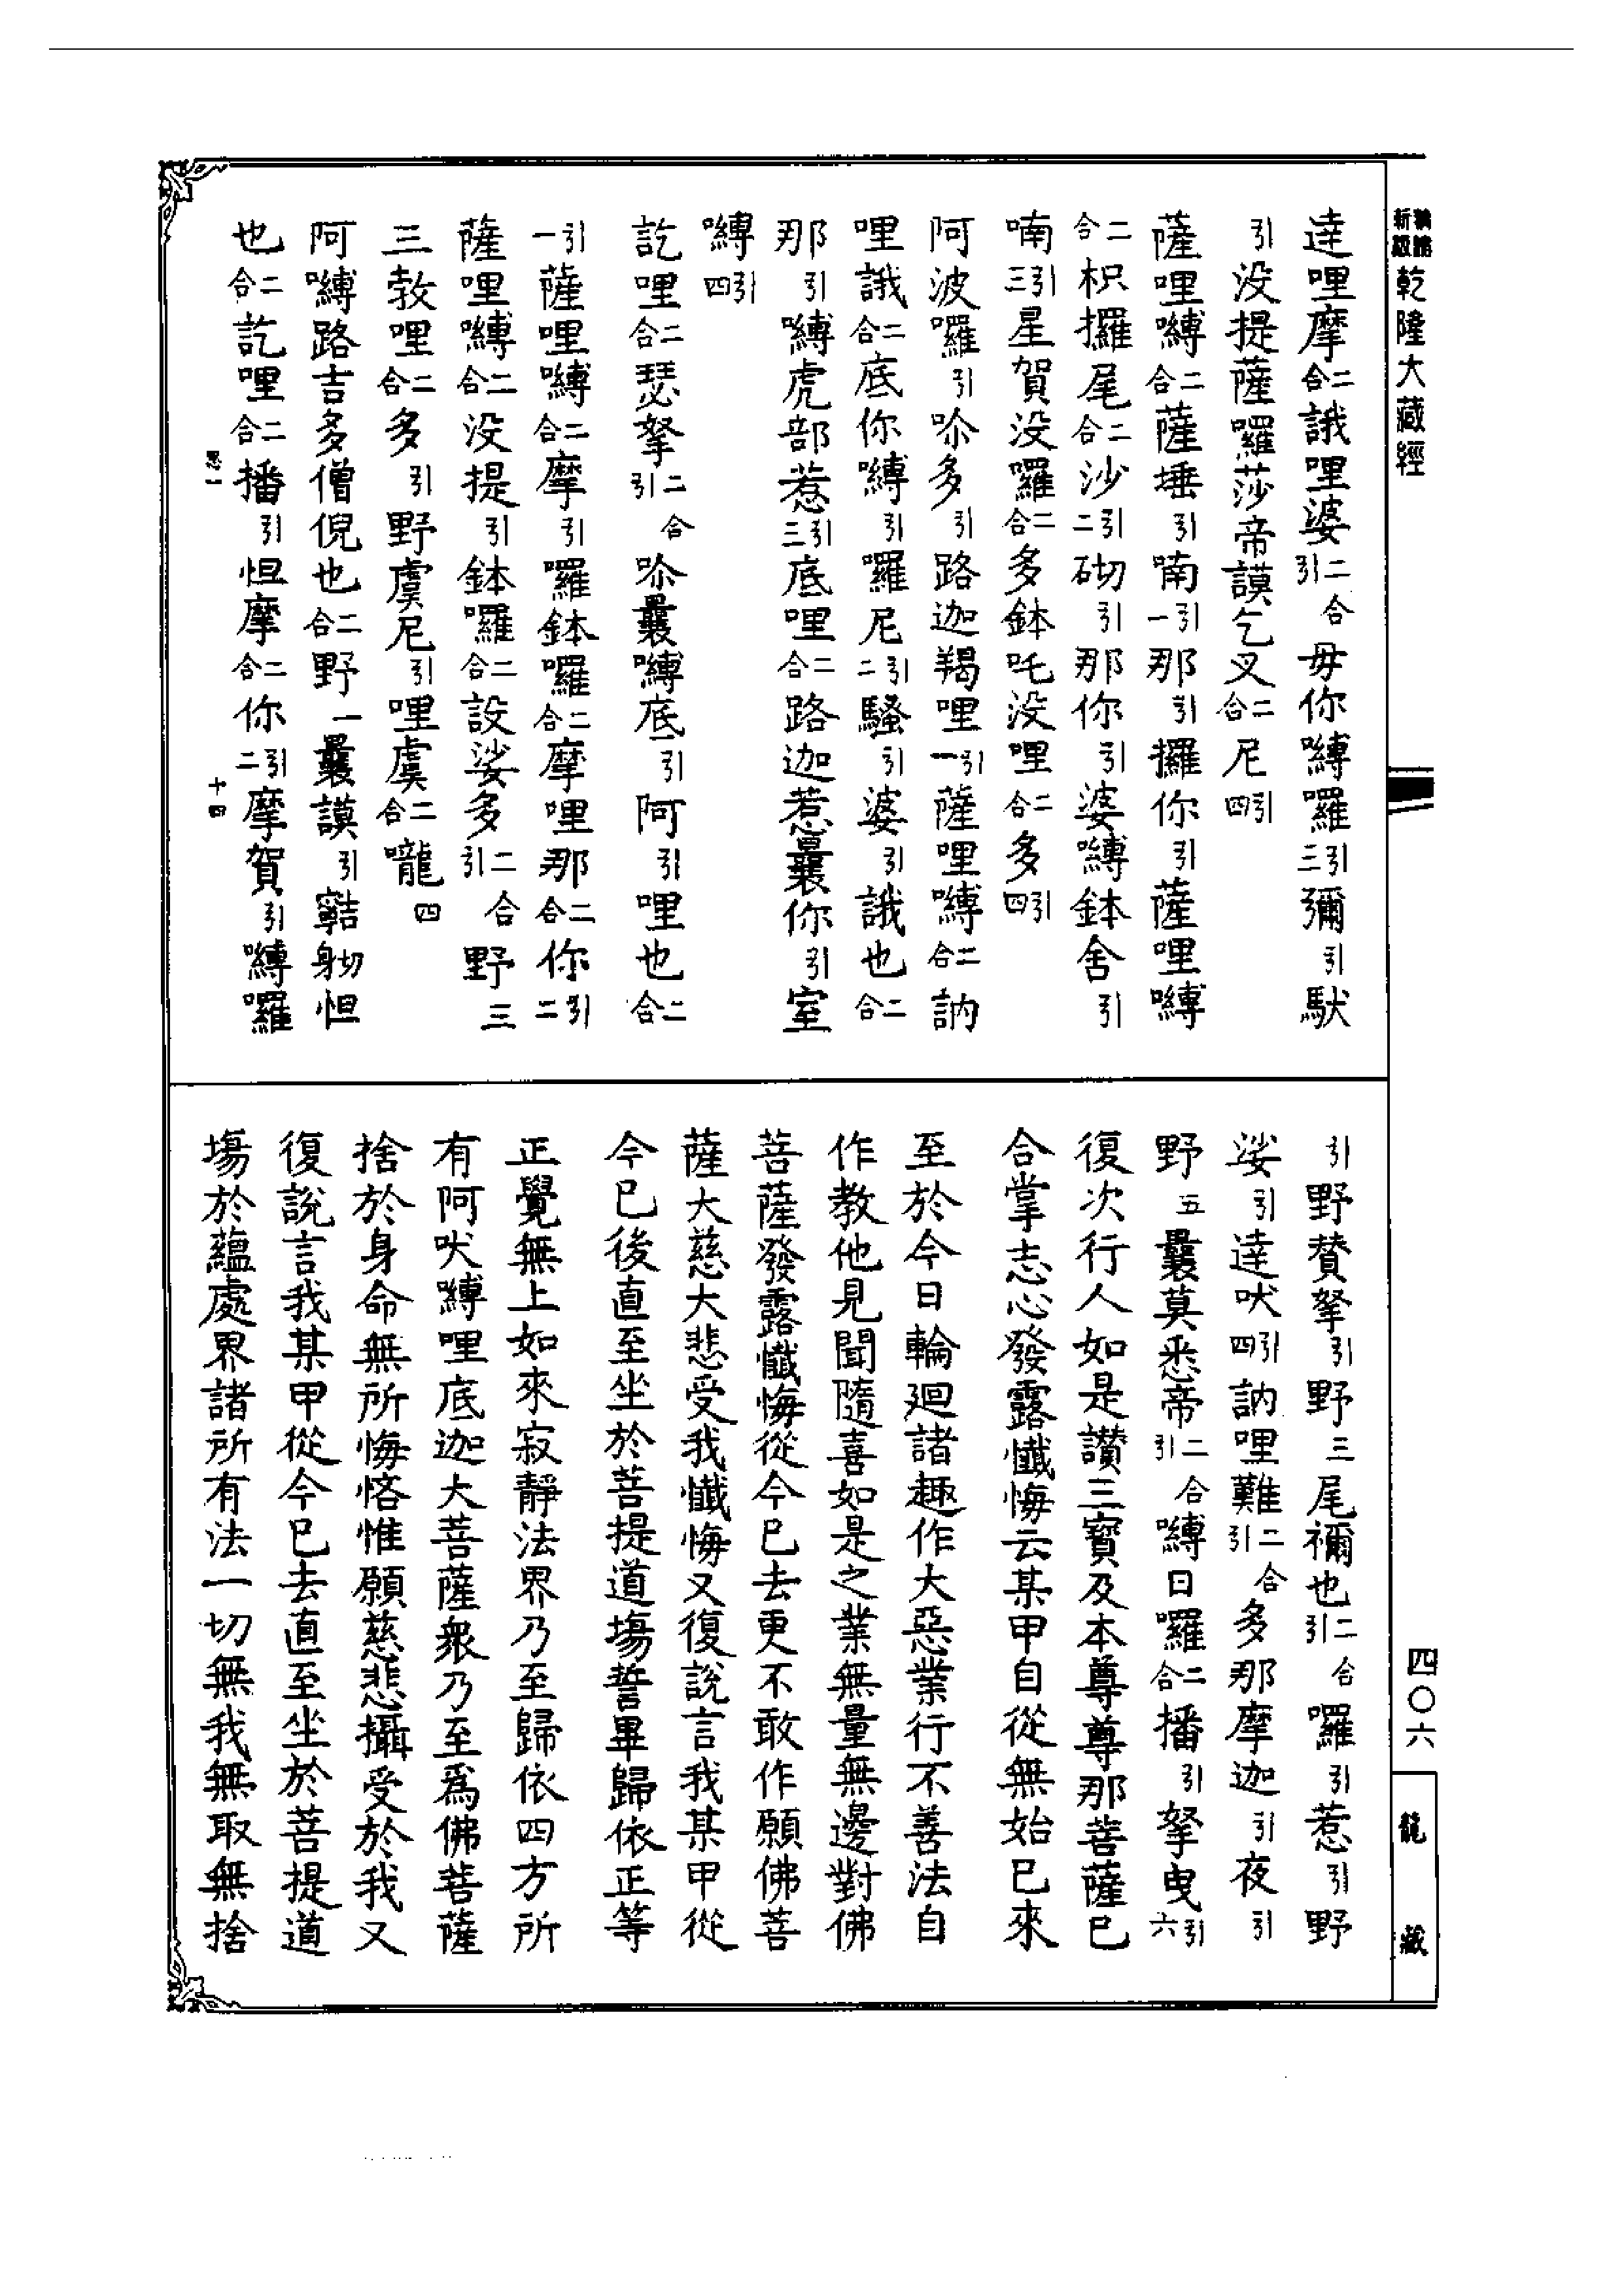 新編縮 乾隆大藏經
達哩摩二合誐哩婆二合引毋你嚩囉引三彌引馱
引没提薩囉莎帝謨乞叉二合尼引四
薩哩嚩二合薩埵引喃引一那引攞你引薩哩嚩
二合枳攞尾二合沙引二砌引那你引婆嚩鉢舍引
喃引三星賀没囉二合多鉢吒没哩二合多引四
阿波囉引哳多引路迦羯哩引一薩哩嚩二合訥
哩誐二合底你嚩引囉尼引二騷引婆引誐也二合
那引嚩虎部惹引三底哩二合路迦惹曩你引室
嚩引四
訖哩二合瑟拏二合引哳曩嚩底引阿引哩也二合
引一薩哩嚩二合摩引囉鉢囉二合摩哩那二合你引二
薩哩嚩二合没提引鉢囉二合設娑多二合引野三
三敎哩二合多引野虞尼引哩虞二合嚨四
阿嚩路吉多僧倪也二合野一曩謨引寧吉身切怛
也二合訖哩二合播引怛摩二合你引二摩賀引嚩囉
恩一 十四
引野賛拏引野三尾禰也二合引囉引惹引野
娑引達吠引四訥哩難二合引多那摩迦引夜引
野五曩莫悉帝二合引嚩日囉二合播引拏曳引六
復次行人如是讚三寶及本尊尊那菩薩已
合掌志心發露懺悔云某甲自從無始已來
至於今日輪迴諸趣作大惡業行不善法自
作教他見聞隨喜如是之業無量無邊對佛
菩薩發露懺悔從今已去更不敢作願佛菩
薩大慈大悲受我懺悔又復說言我某甲從
今已後直至坐於菩提道場誓畢歸依正等
正覺無上如來寂靜法界乃至歸依四方所
有阿吠嚩哩底迦大菩薩衆乃至爲佛菩薩
捨於身命無所悔悋惟願慈悲攝受於我又
復說言我某甲從今已去直至坐於菩提道
場於蘊處界諸所有法一切無我無取無捨
四〇六
龍藏